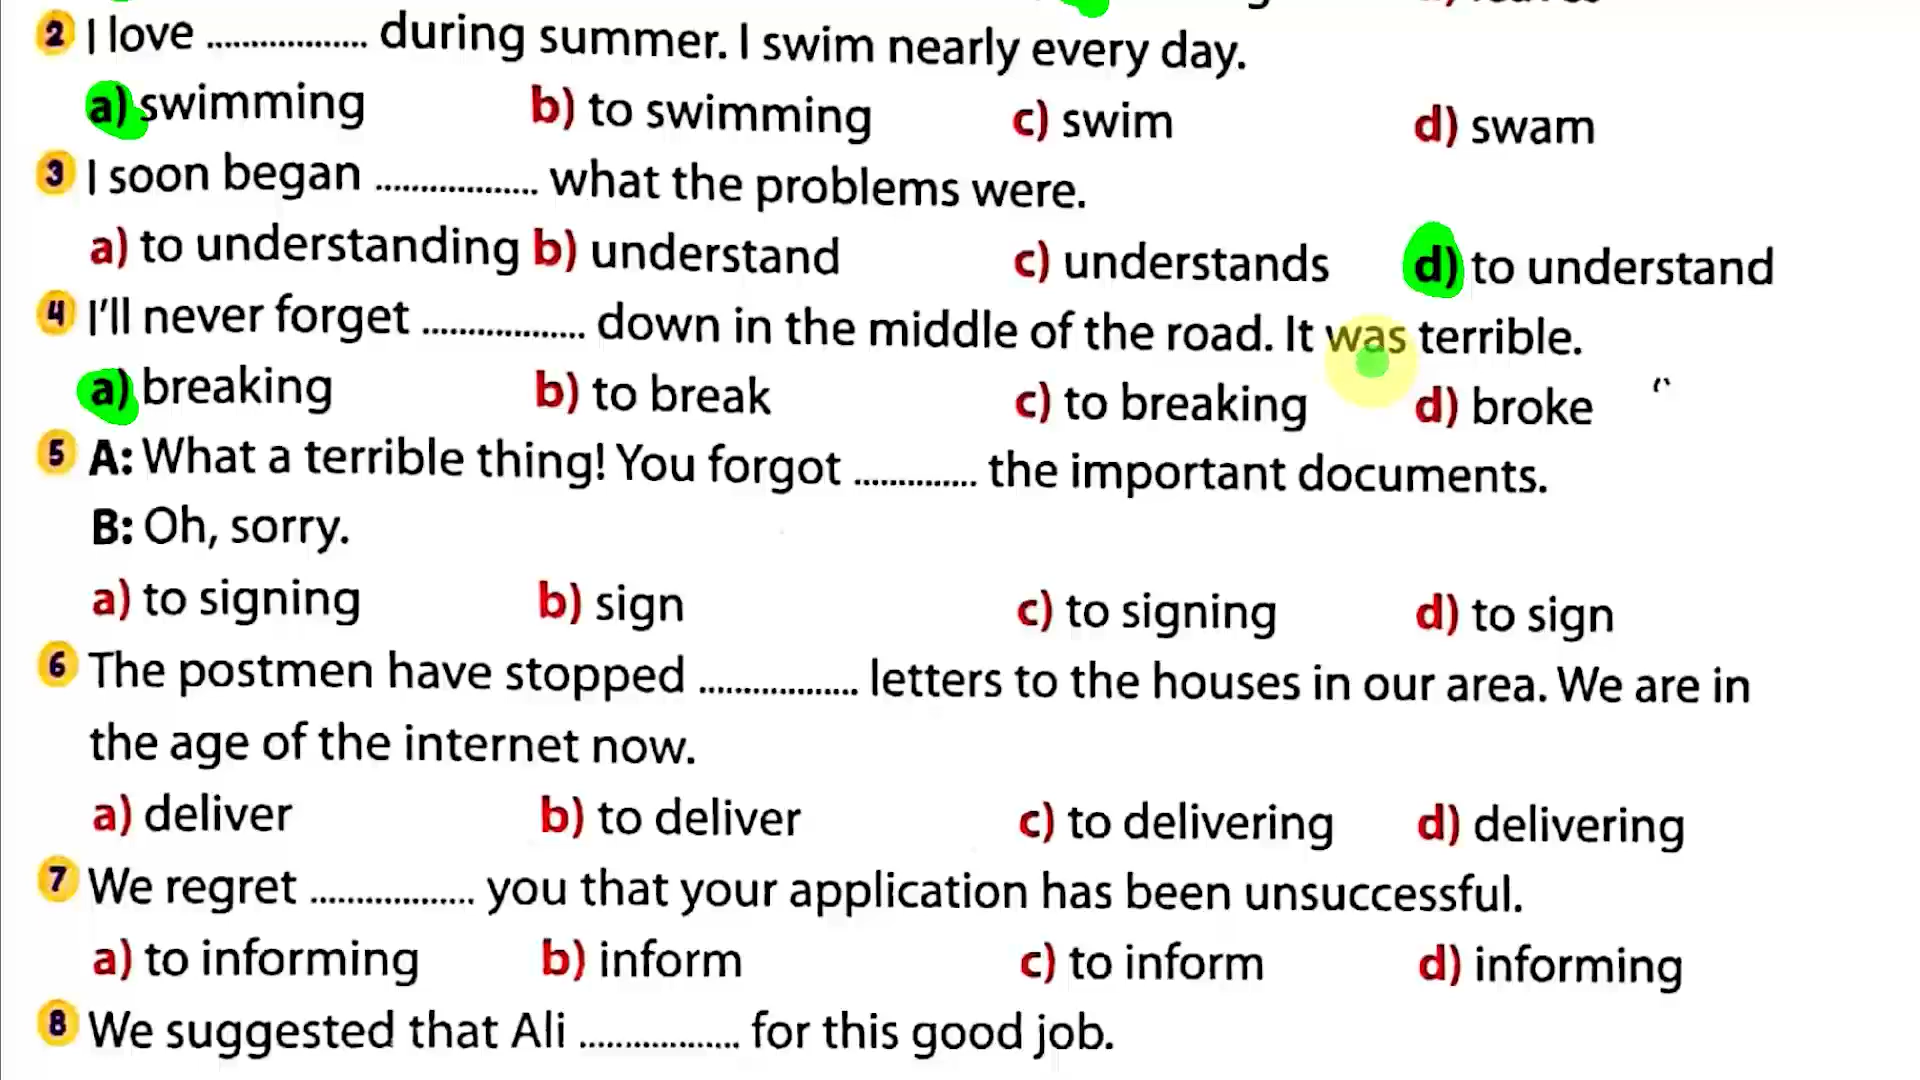 2 I love .................. during summer. I swim nearly every day.
a) swimming b) to swimming c) swim d) swam
3 I soon began .................. what the problems were.
a) to understanding b) understand c) understands d) to understand
4 I'll never forget .................. down in the middle of the road. It was terrible.
a) breaking b) to break c) to breaking d) broke
5 A: What a terrible thing! You forgot .............. the important documents.
B: Oh, sorry.
a) to signing b) sign c) to signing d) to sign
6 The postmen have stopped .................. letters to the houses in our area. We are in
the age of the internet now.
a) deliver b) to deliver c) to delivering d) delivering
7 We regret .................. you that your application has been unsuccessful.
a) to informing b) inform c) to inform d) informing
8 We suggested that Ali .................. for this good job.